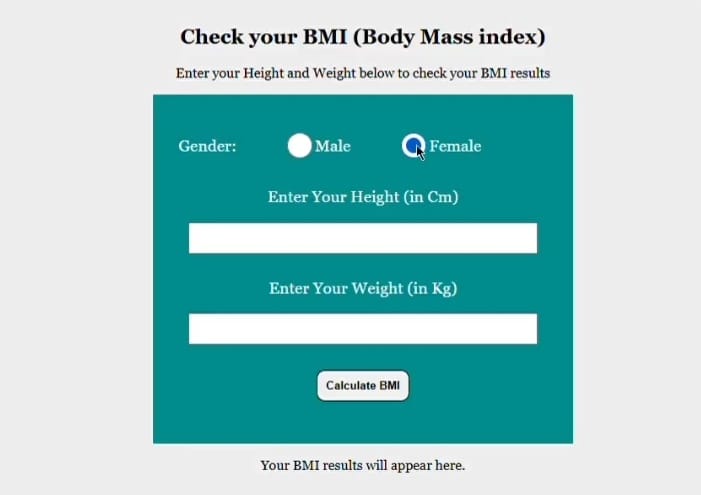 Check your BMI (Body Mass index)
Enter your Height and Weight below to check your BMI results
Gender: Male Female
Enter Your Height (in Cm)
Enter Your Weight (in Kg)
Calculate BMI
Your BMI results will appear here.